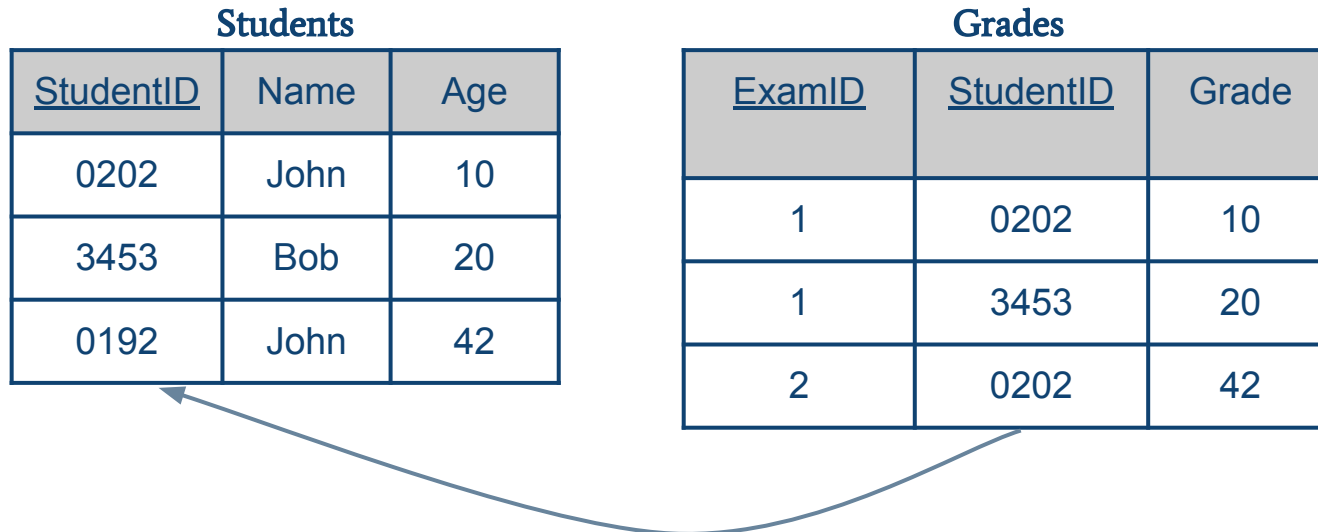 Students
StudentID Name Age
0202 John 10
3453 Bob 20
0192 John 42
Grades
ExamID StudentID Grade
1 0202 10
1 3453 20
2 0202 42